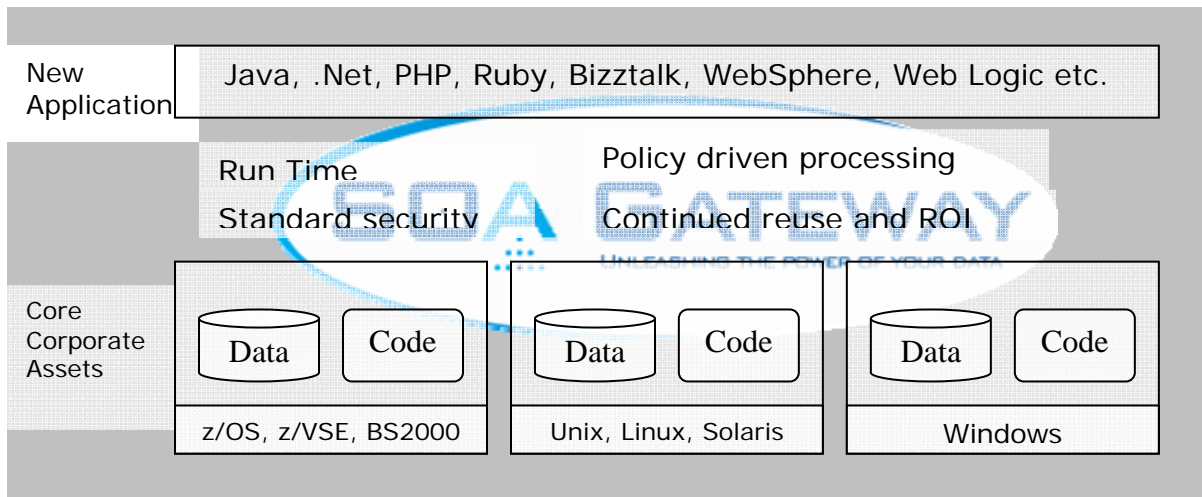 New
Application
Java, .Net, PHP, Ruby, Bizztalk, WebSphere, Web Logic etc.
Run Time
Standard security
Policy driven processing
Continued reuse and ROI
SOA GATEWAY
UNLEASHING THE POWER OF YOUR DATA
Core
Corporate
Assets
Data
Code
Data
Code
Data
Code
z/OS, z/VSE, BS2000
Unix, Linux, Solaris
Windows